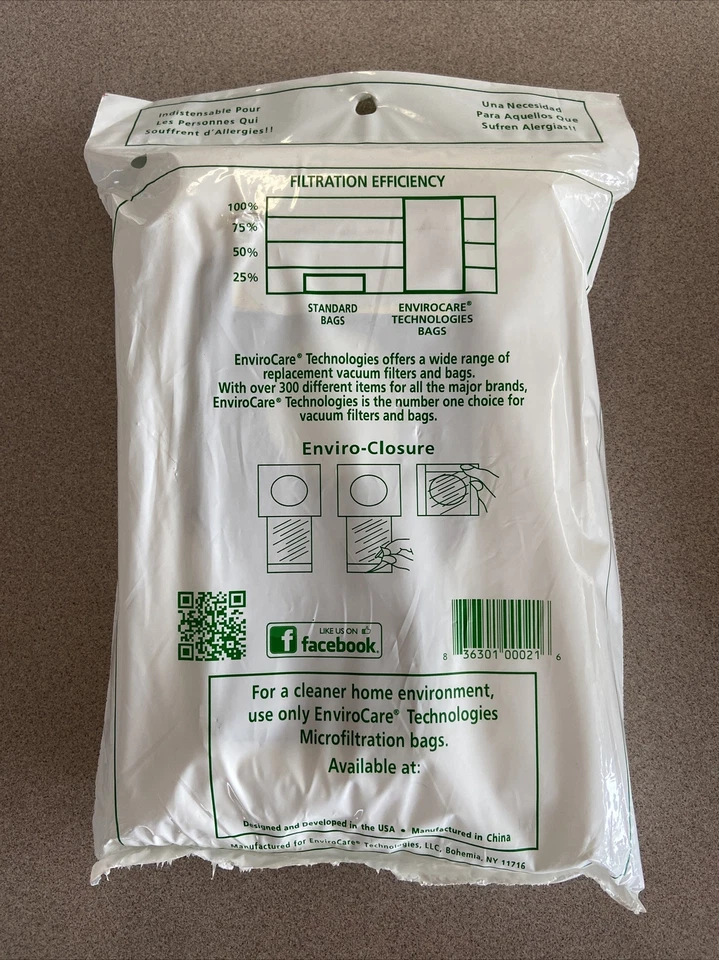 Indistensable Pour
Les Personnes Qui
Souffrent d'Allergies!!
Una Necesidad
Para Aquellos Que
Sufren Alergias!!
FILTRATION EFFICIENCY
100%
75%
50%
25%
STANDARD
BAGS
ENVIROCARE®
TECHNOLOGIES
BAGS
EnviroCare® Technologies offers a wide range of
replacement vacuum filters and bags.
With over 300 different items for all the major brands,
EnviroCare® Technologies is the number one choice for
vacuum filters and bags.
Enviro-Closure
LIKE US ON
f facebook.
8 36301 00021 6
For a cleaner home environment,
use only EnviroCare® Technologies
Microfiltration bags.
Available at:
Designed and Developed in the USA • Manufactured in China
Manufactured for EnviroCare® Technologies, LLC, Bohemia, NY 11716